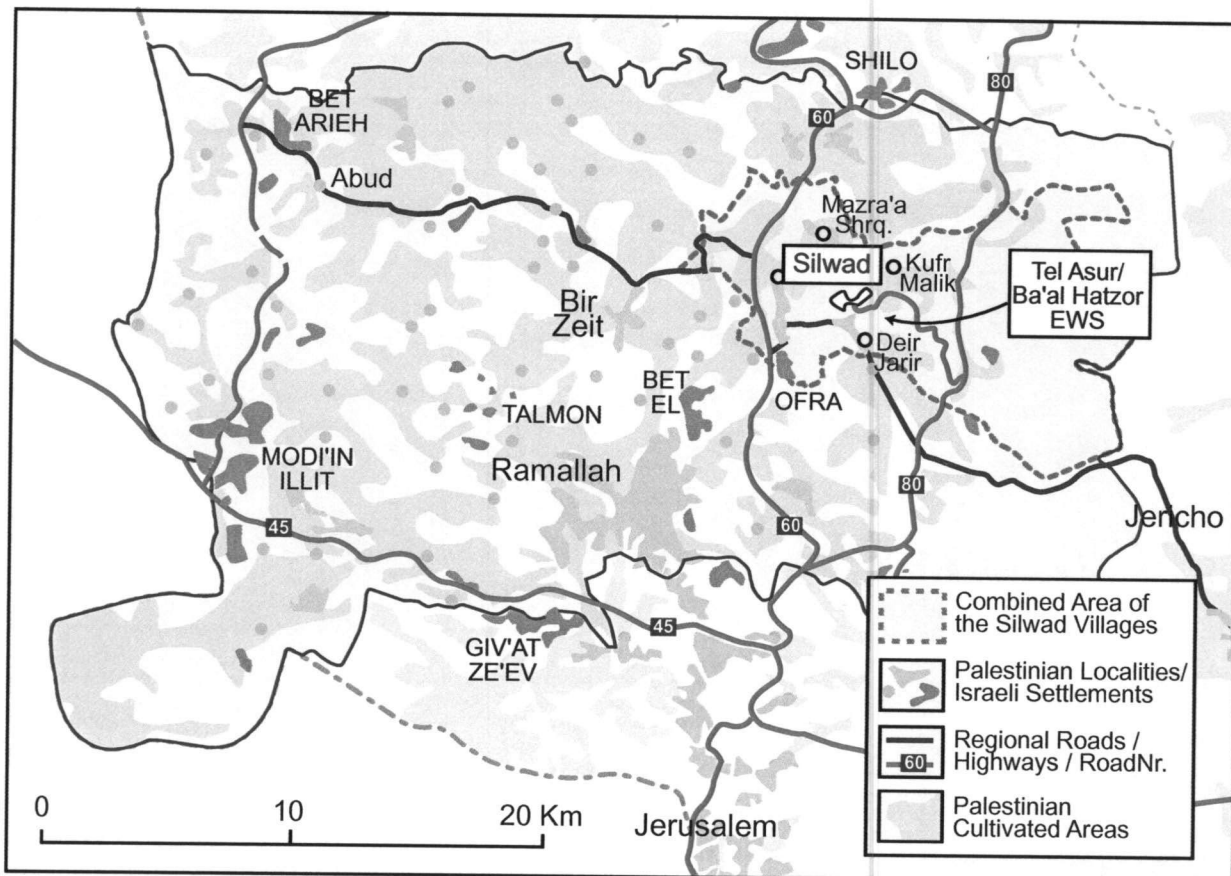 SHILO
80
60
BET
ARIEH
Abud
Mazra'a
Shrq.
Silwad
Kufr
Malik
Tel Asur/
Ba'al Hatzor
EWS
Bir
Zeit
Deir
Jarir
BET
EL
OFRA
TALMON
MODI'IN
ILLIT
Ramallah
80
45
60
Jericho
GIV'AT
ZE'EV
45
Combined Area of
the Silwad Villages
Palestinian Localities/
Israeli Settlements
Regional Roads /
60 Highways / RoadNr.
Palestinian
Cultivated Areas
0 10 20 Km
Jerusalem